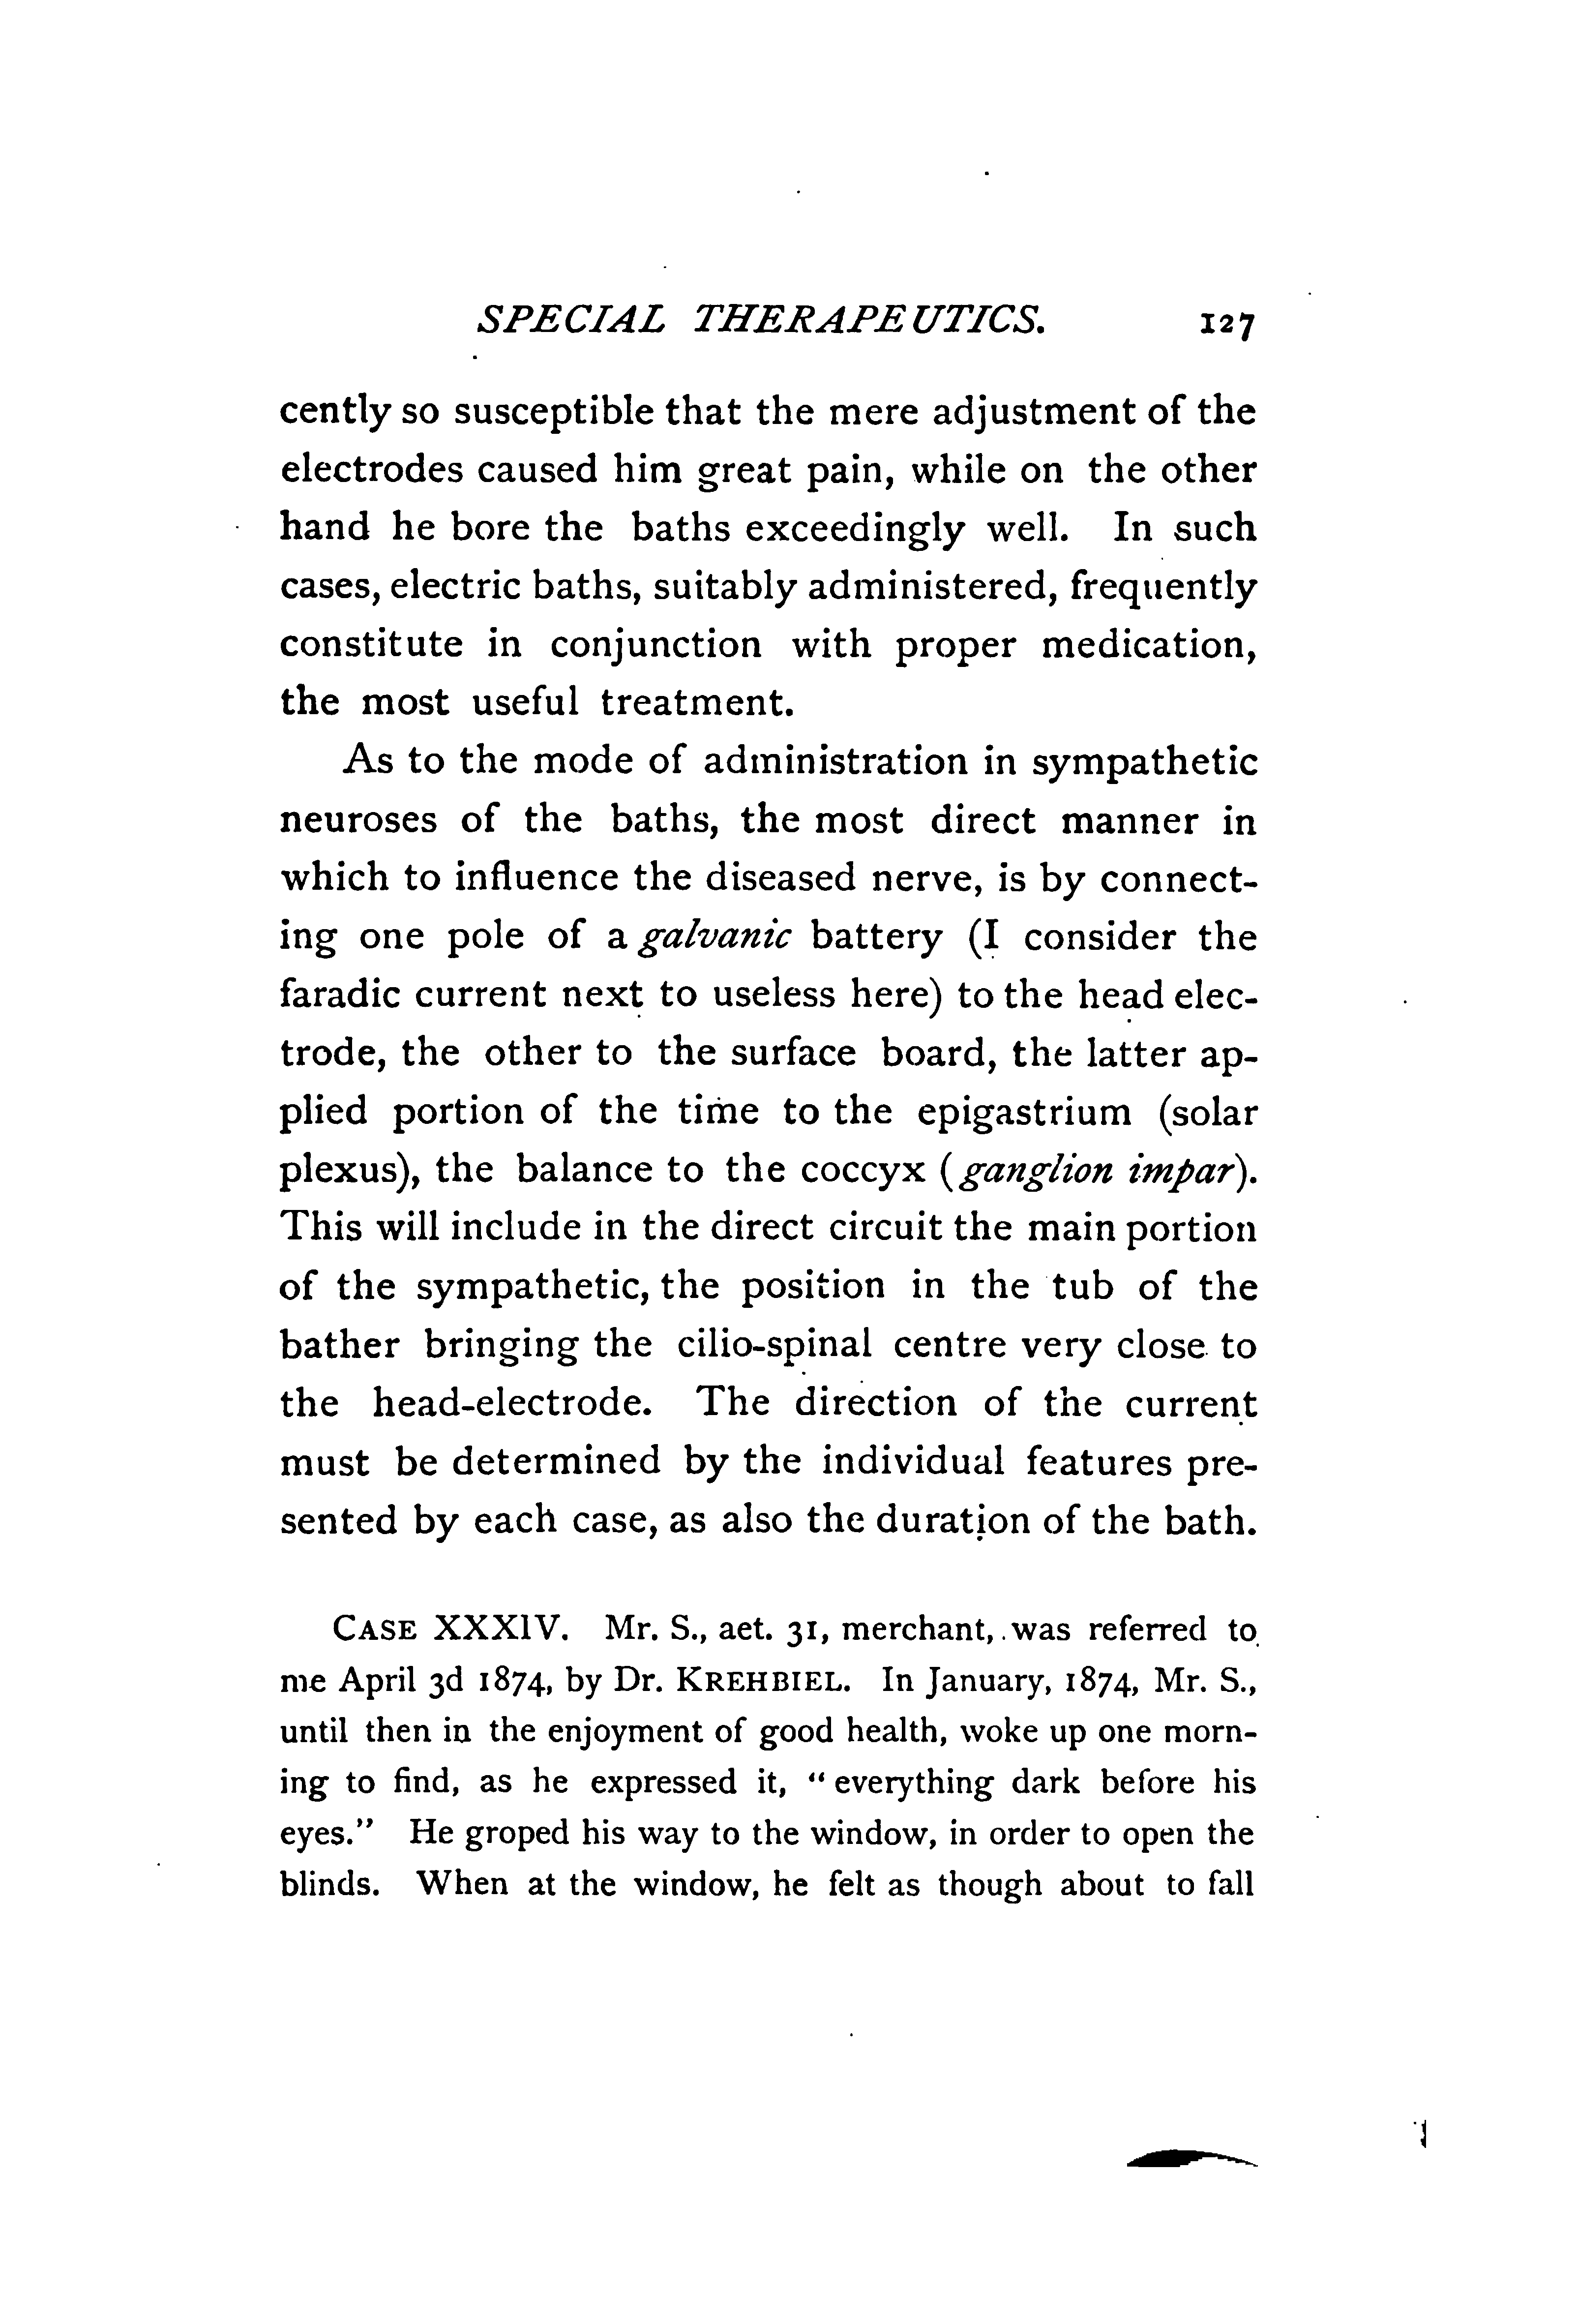 SPECIAL THERAPEUTICS. 127
cently so susceptible that the mere adjustment of the
electrodes caused him great pain, while on the other
hand he bore the baths exceedingly well. In such
cases, electric baths, suitably administered, frequently
constitute in conjunction with proper medication,
the most useful treatment.
As to the mode of administration in sympathetic
neuroses of the baths, the most direct manner in
which to influence the diseased nerve, is by connect-
ing one pole of a galvanic battery (I consider the
faradic current next to useless here) to the head elec-
trode, the other to the surface board, the latter ap-
plied portion of the time to the epigastrium (solar
plexus), the balance to the coccyx (ganglion impar).
This will include in the direct circuit the main portion
of the sympathetic, the position in the tub of the
bather bringing the cilio-spinal centre very close to
the head-electrode. The direction of the current
must be determined by the individual features pre-
sented by each case, as also the duration of the bath.
CASE XXXIV. Mr. S., aet. 31, merchant, was referred to
me April 3d 1874, by Dr. KREHBIEL. In January, 1874, Mr. S.,
until then in the enjoyment of good health, woke up one morn-
ing to find, as he expressed it, "everything dark before his
eyes." He groped his way to the window, in order to open the
blinds. When at the window, he felt as though about to fall